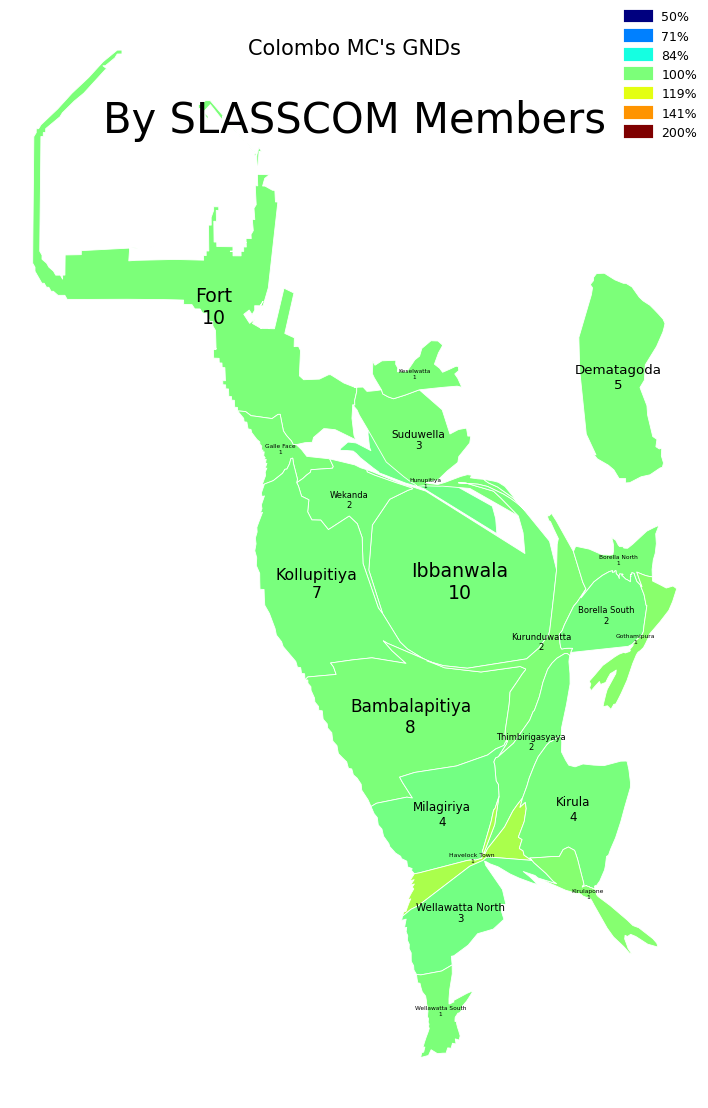 50%
Colombo MC's GNDs
71%
84%
100%
By SLASSCOM Members
119%
141%
200%
Fort
10
Keselwatta
1
Dematagoda
5
Suduwella
3
Galle Face
1
Hunupitiya
1
Wekanda
2
Borella North
1
Kollupitiya
7
Ibbanwala
10
Borella South
2
Gothamipura
1
Kurunduwatta
2
Bambalapitiya
8
Thimbirigasyaya
2
Milagiriya
4
Kirula
4
Havelock Town
1
Kirulapone
1
Wellawatta North
3
Wellawatta South
1